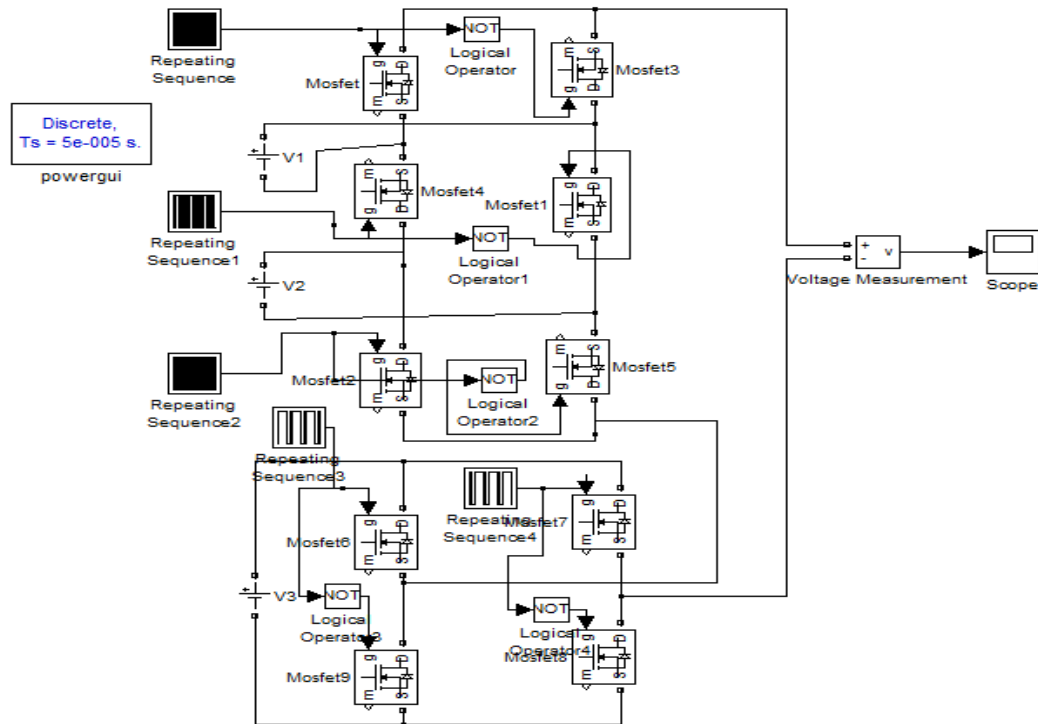 NOT
Repeating
Sequence
Logical
Operator
Mosfet
g
D
m
S
m
S
g
D
Mosfet3
Discrete,
Ts = 5e-005 s.
powergui
V1
m
S
g
D
Mosfet4
g
D
m
S
Mosfet1
Repeating
Sequence1
NOT
Logical
Operator1
V2
+
-
v
Voltage Measurement
Scope
Repeating
Sequence2
g
D
m
S
Mosfet2
NOT
Logical
Operator2
m
S
g
D
Mosfet5
Repeating
Sequence3
Repeating
Sequence4
g
D
m
S
Mosfet7
g
D
m
S
Mosfet6
V3
NOT
Logical
Operator3
NOT
Logical
Operator4
g
D
m
S
Mosfet8
g
D
m
S
Mosfet9